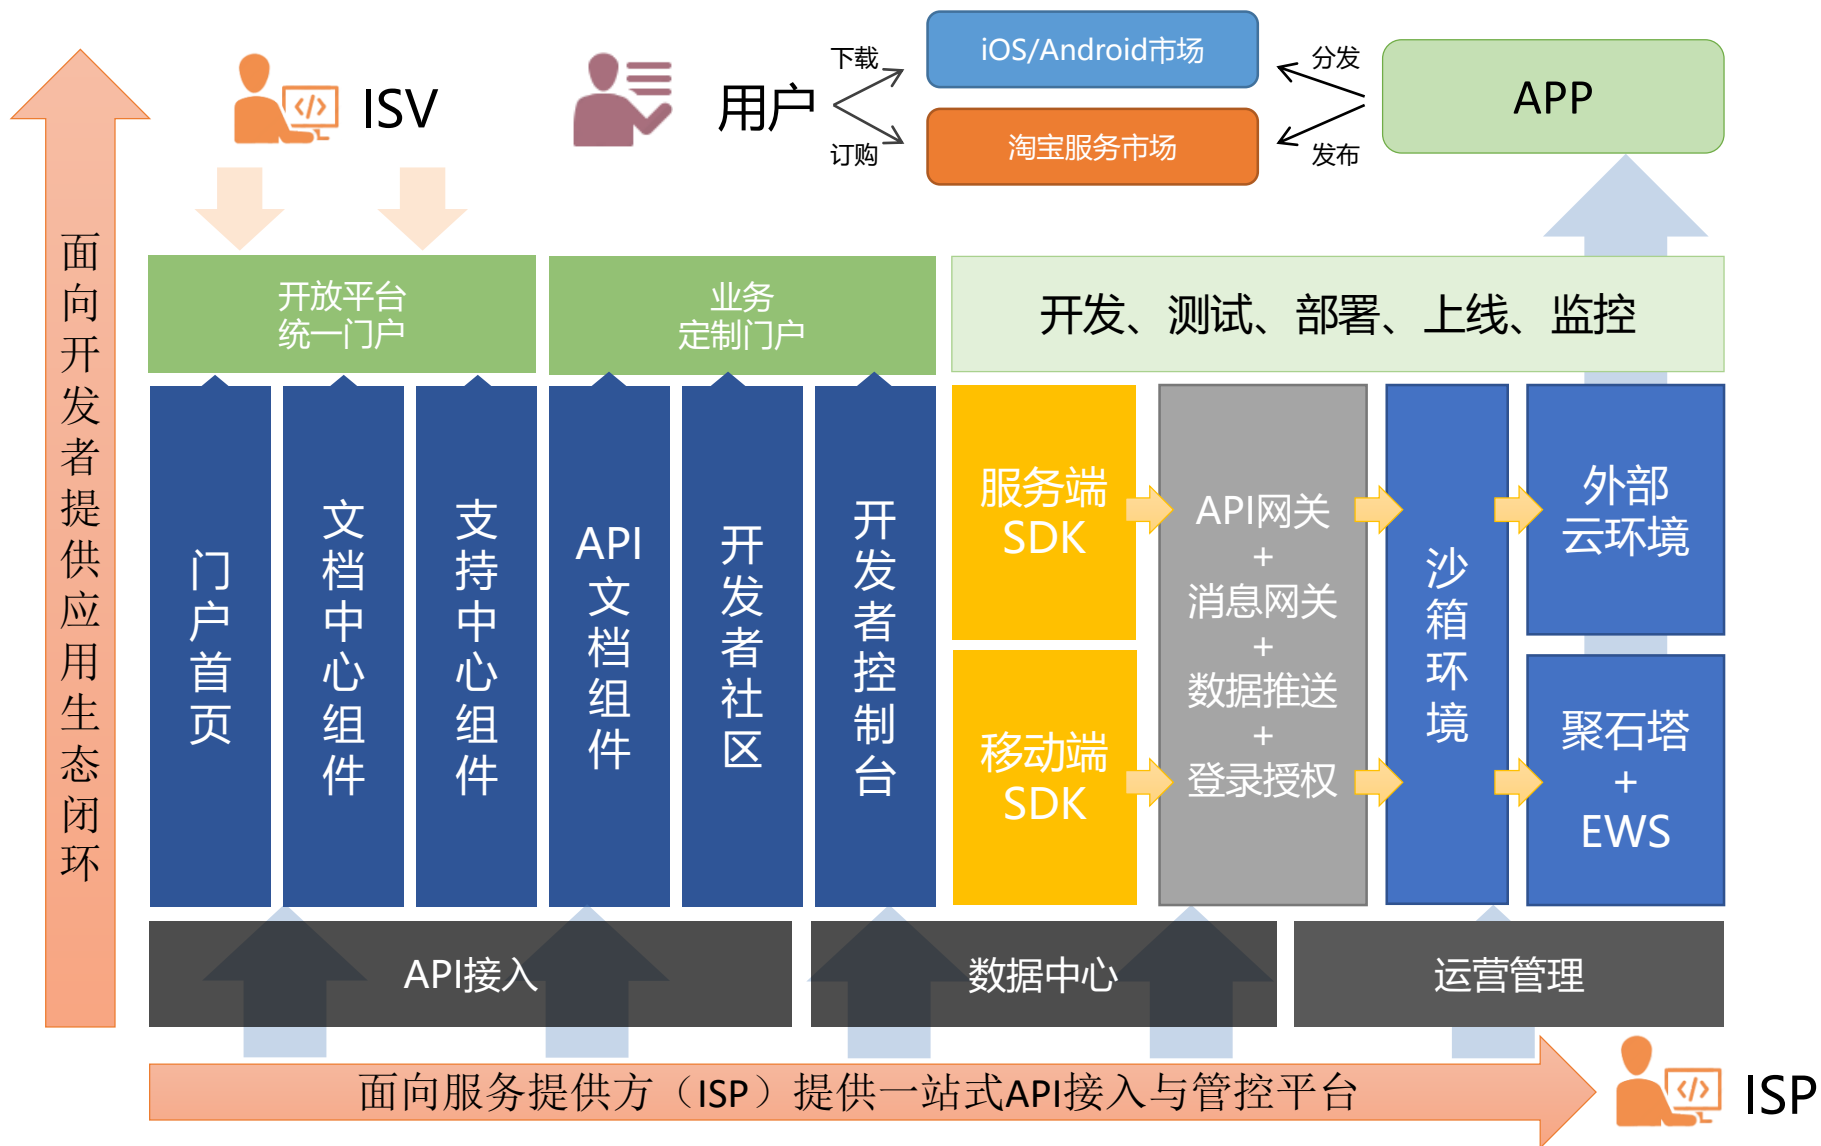 ISV
用户
下载
订购
iOS/Android市场
淘宝服务市场
分发
发布
APP
面向开发者提供应用生态闭环
开放平台
统一门户
业务
定制门户
开发、测试、部署、上线、监控
门户首页
文档中心组件
支持中心组件
API文档组件
开发者社区
开发者控制台
服务端
SDK
移动端
SDK
API网关
+
消息网关
+
数据推送
+
登录授权
沙箱环境
外部
云环境
聚石塔
+
EWS
API接入
数据中心
运营管理
面向服务提供方（ISP）提供一站式API接入与管控平台
ISP